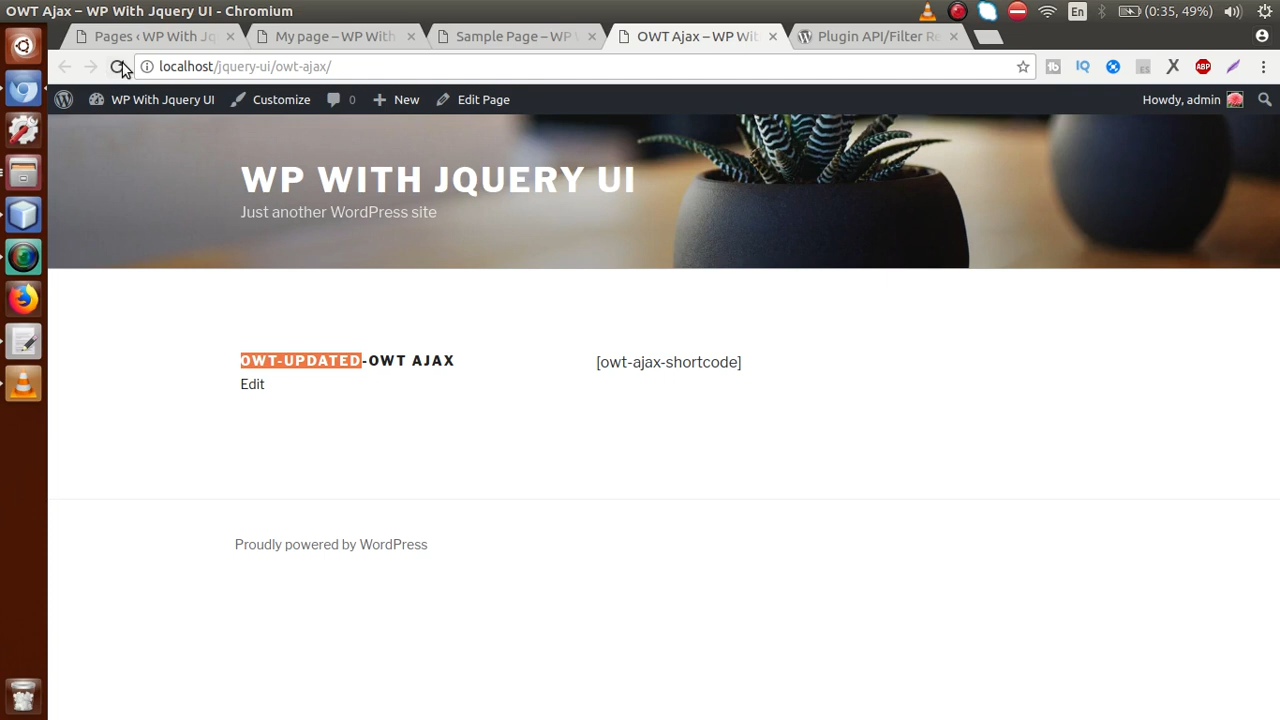 OWT Ajax – WP With Jquery UI - Chromium
En
(0:35, 49%)
Pages ‹ WP With Jq
My page – WP With
Sample Page – WP
OWT Ajax – WP Wit
Plugin API/Filter Re
localhost/jquery-ui/owt-ajax/
IQ
ABP
WP With Jquery UI
Customize
0
New
Edit Page
Howdy, admin
WP WITH JQUERY UI
Just another WordPress site
OWT-UPDATED-OWT AJAX
[owt-ajax-shortcode]
Edit
Proudly powered by WordPress